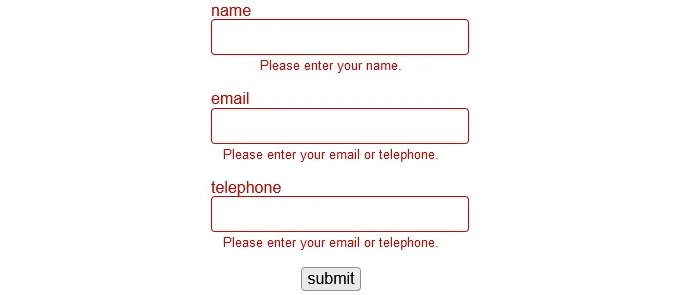 name
Please enter your name.
email
Please enter your email or telephone.
telephone
Please enter your email or telephone.
submit